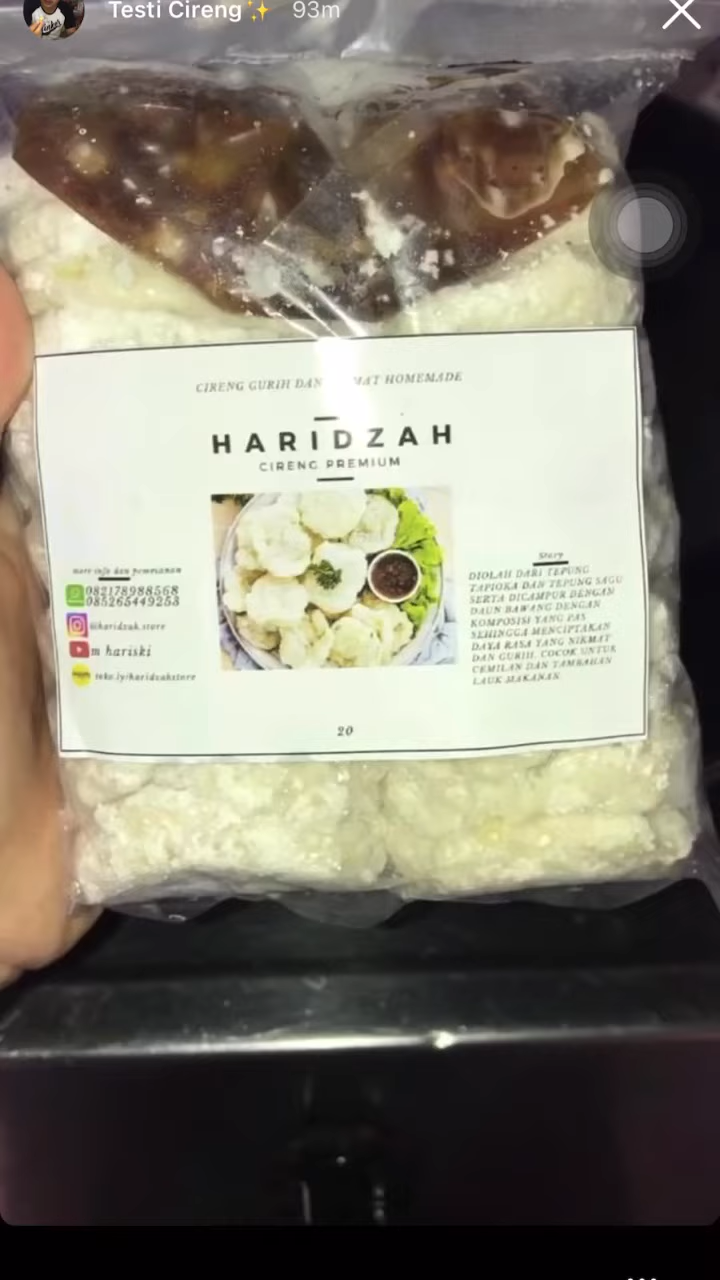 Testi Cireng✨ 93m
CIRENG GURIH DAN MAT HOMEMADE
HARIDZAH
CIRENG PREMIUM
more info dan pemesanan
082178988568
085265449253
@haridzah.store
m hariski
toko.ly/haridzahstore
Story
DIOLAH DARI TEPUNG
TAPIOKA DAN TEPUNG SAGU
SERTA DICAMPUR DENGAN
DAUN BAWANG DENGAN
KOMPOSISI YANG PAS
SEHINGGA MENCIPTAKAN
DAYA RASA YANG NIKMAT
DAN GURIH. COCOK UNTUK
CEMILAN DAN TAMBAHAN
LAUK MAKANAN.
20